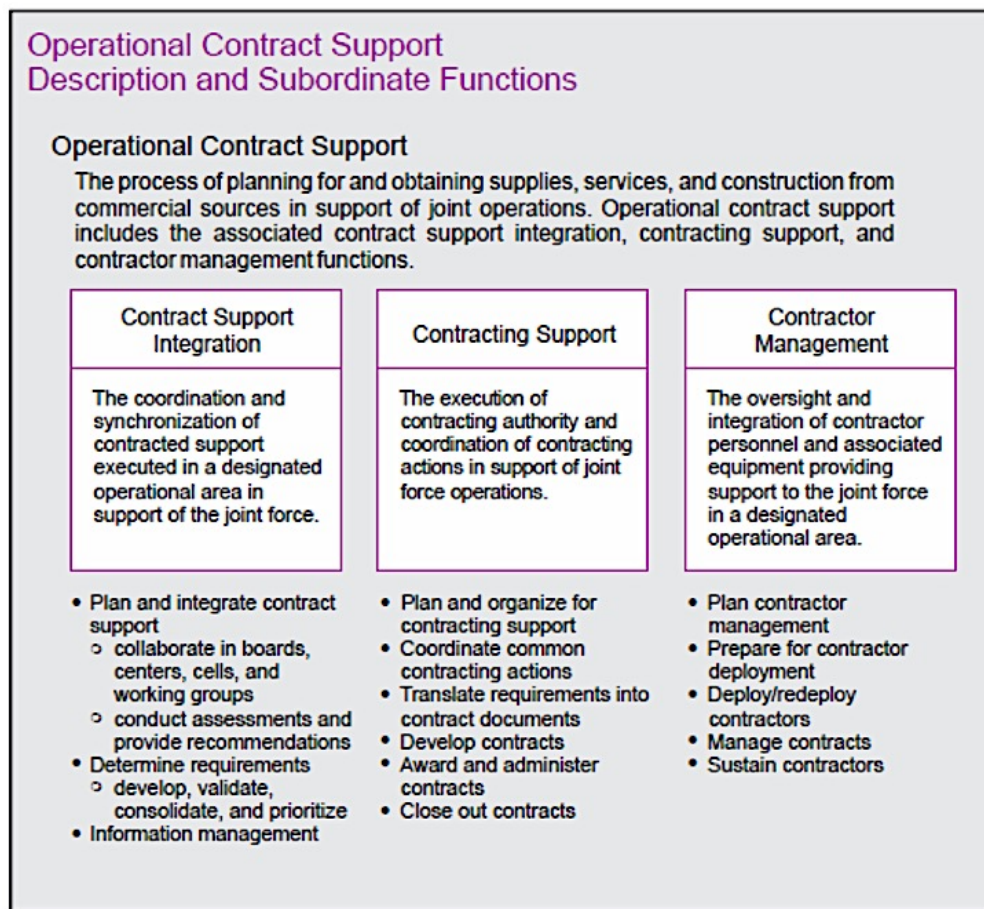 Operational Contract Support
Description and Subordinate Functions
Operational Contract Support
The process of planning for and obtaining supplies, services, and construction from
commercial sources in support of joint operations. Operational contract support
includes the associated contract support integration, contracting support, and
contractor management functions.
Contract Support
Integration
The coordination and
synchronization of
contracted support
executed in a designated
operational area in
support of the joint force.
• Plan and integrate contract
support
○ collaborate in boards,
centers, cells, and
working groups
○ conduct assessments and
provide recommendations
• Determine requirements
○ develop, validate,
consolidate, and prioritize
• Information management
Contracting Support
The execution of
contracting authority and
coordination of contracting
actions in support of joint
force operations.
• Plan and organize for
contracting support
• Coordinate common
contracting actions
• Translate requirements into
contract documents
• Develop contracts
• Award and administer
contracts
• Close out contracts
Contractor
Management
The oversight and
integration of contractor
personnel and associated
equipment providing
support to the joint force
in a designated
operational area.
• Plan contractor
management
• Prepare for contractor
deployment
• Deploy/redeploy
contractors
• Manage contracts
• Sustain contractors